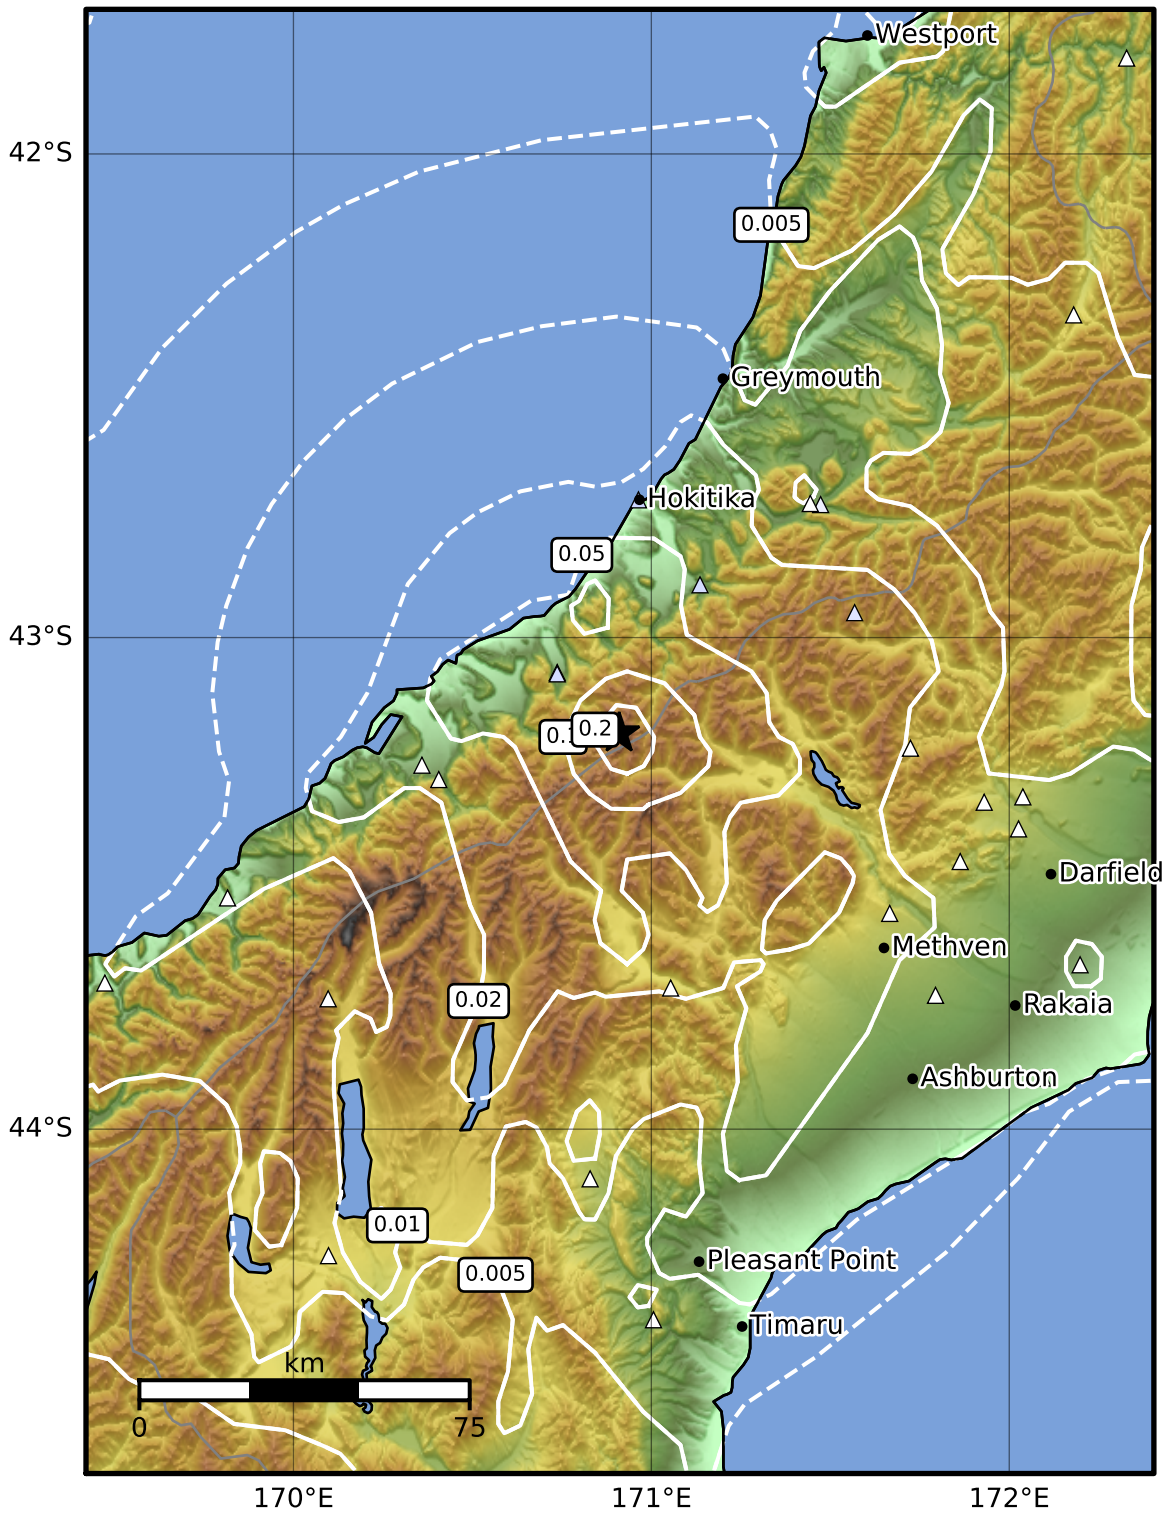 Westport
42°S
0.005
Greymouth
Hokitika
0.05
43°S
0.2
Darfield
Methven
0.02
Rakaia
Ashburton
44°S
0.01
Pleasant Point
0.005
Timaru
km
0 75
170°E 171°E 172°E